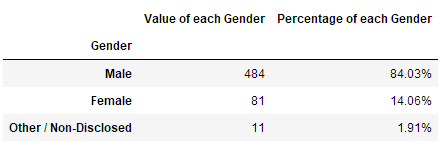 Value of each Gender Percentage of each Gender
Gender
Male 484 84.03%
Female 81 14.06%
Other / Non-Disclosed 11 1.91%